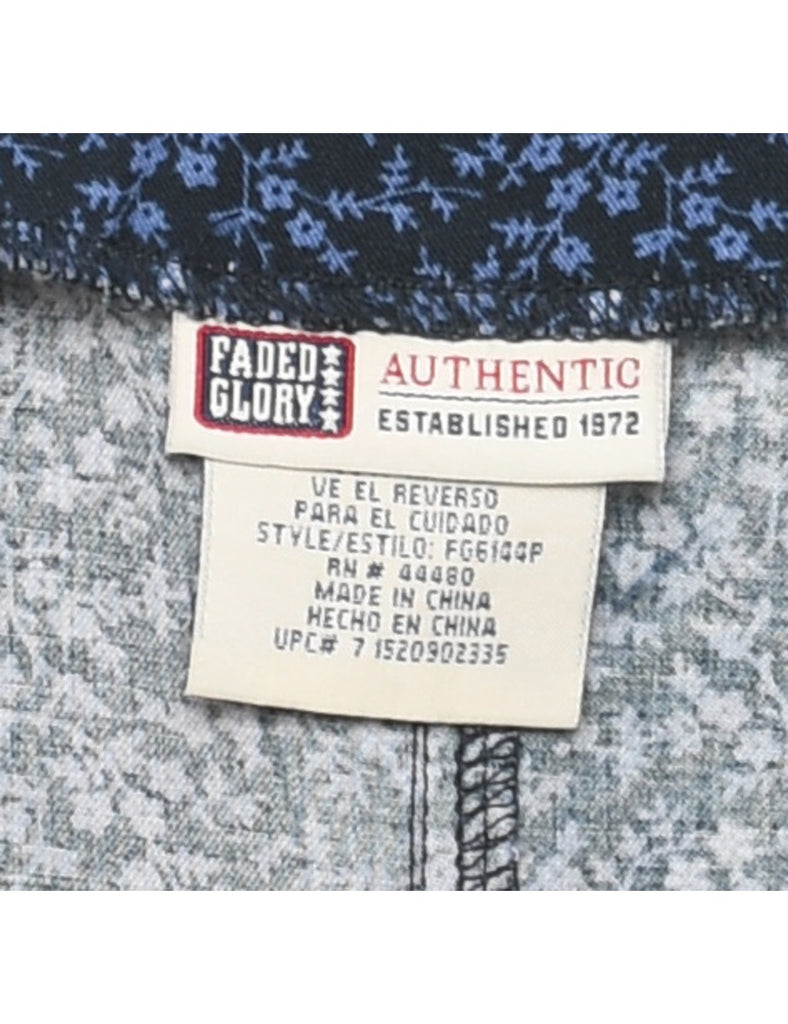 FADED
GLORY
AUTHENTIC
ESTABLISHED 1972
VE EL REVERSO
PARA EL CUIDADO
STYLE/ESTILO: FG6144P
RN # 44480
MADE IN CHINA
HECHO EN CHINA
UPC# 7 1520902335